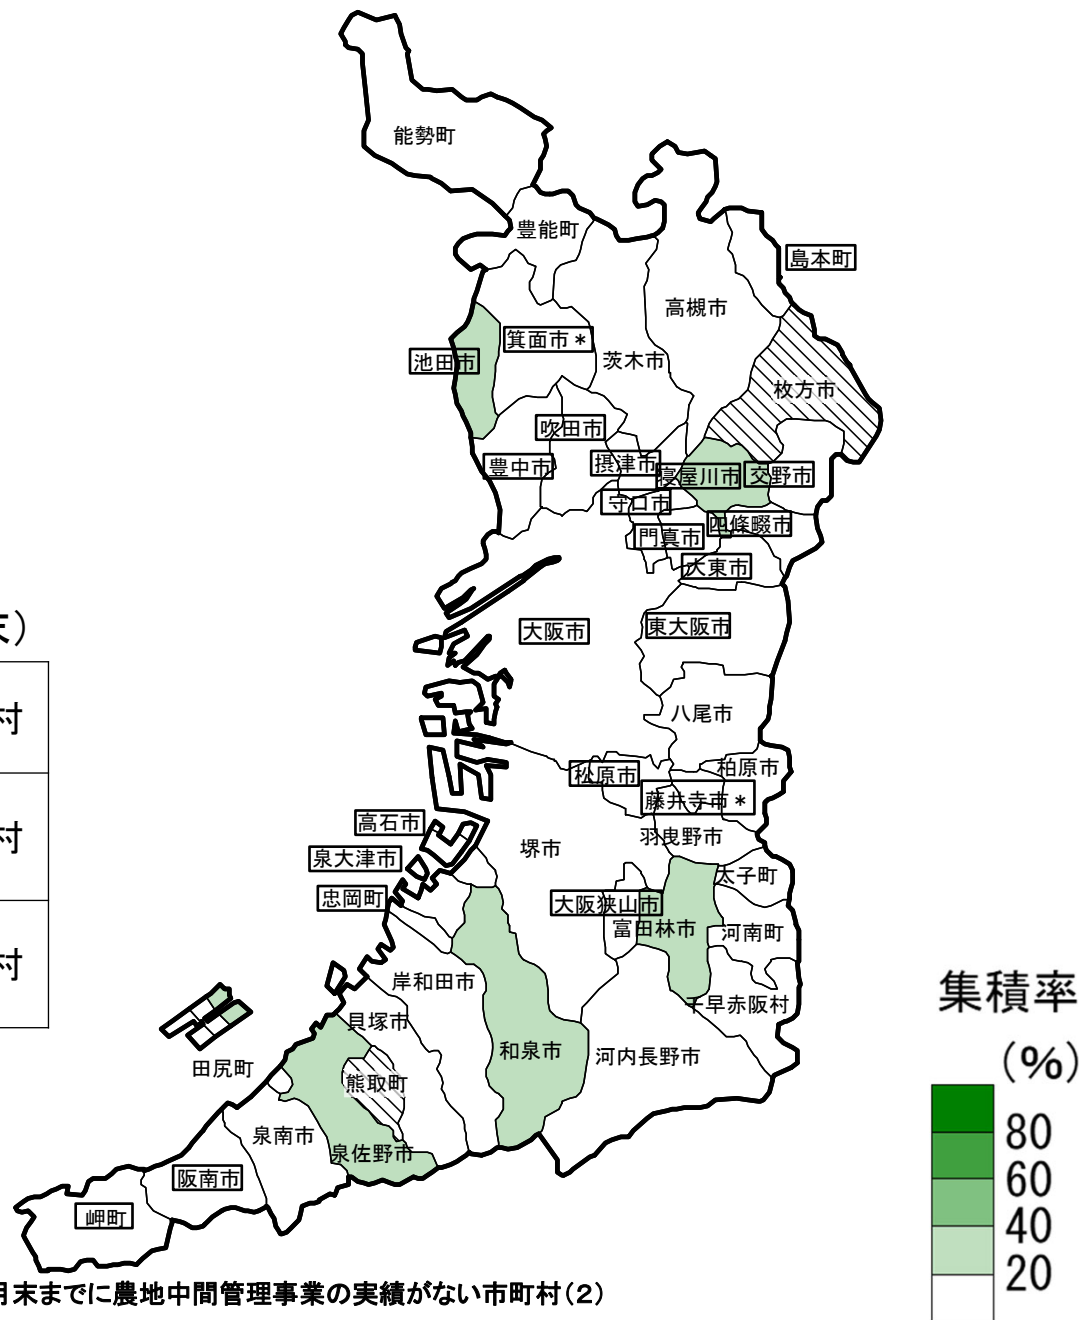 能勢町
豊能町
島本町
高槻市
箕面市*
池田市
茨木市
枚方市
吹田市
豊中市
摂津市
寝屋川市
交野市
守口市
四條畷市
門真市
大東市
末)
大阪市
東大阪市
村
八尾市
柏原市
松原市
藤井寺市*
高石市
村
羽曳野市
堺市
泉大津市
太子町
忠岡町
大阪狭山市
富田林市
河南町
村
岸和田市
集積率
千早赤阪村
貝塚市
和泉市
河内長野市
(%)
田尻町
熊取町
80
泉南市
泉佐野市
60
阪南市
40
岬町
20
月末までに農地中間管理事業の実績がない市町村(2)